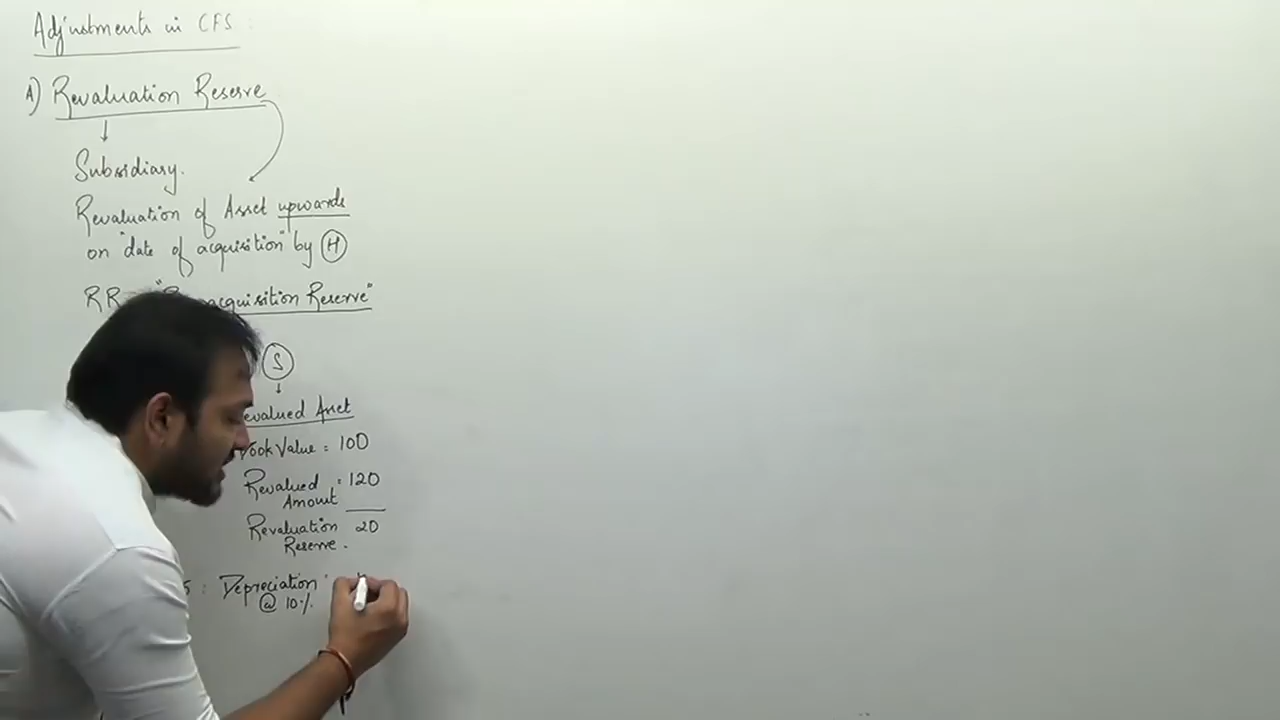 Adjustments in CFS
A) Revaluation Reserve
Subsidiary.
Revaluation of Asset upwards
on "date of acquisition" by H
RR acquisition Reserve"
S
evalued Asset
Book Value = 100
Revalued = 120
Amount
Revaluation 20
Reserve.
Depreciation
@ 10%